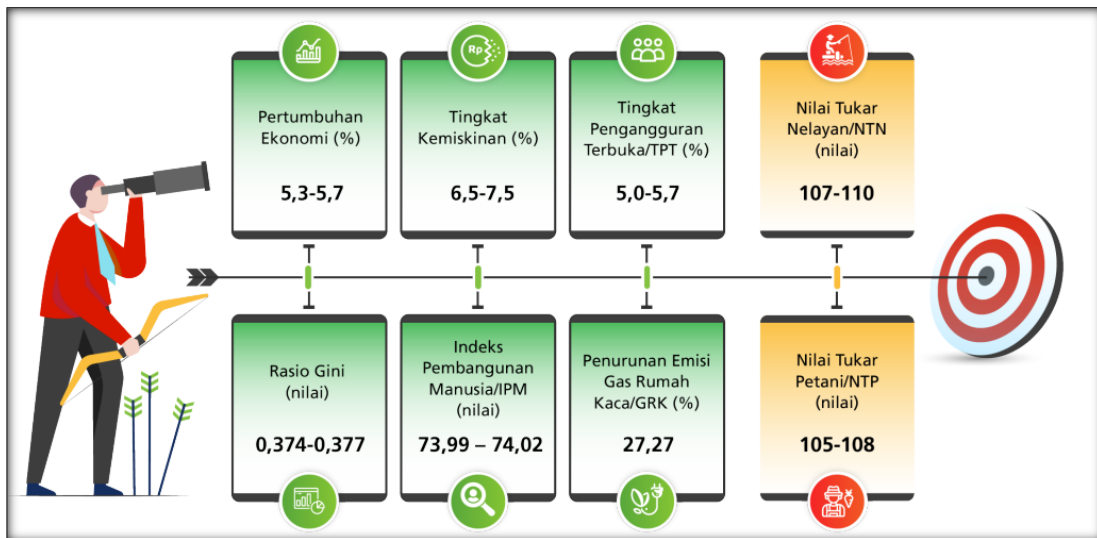 Rp
Pertumbuhan
Ekonomi (%)
5,3-5,7
Tingkat
Kemiskinan (%)
6,5-7,5
Tingkat
Pengangguran
Terbuka/TPT (%)
5,0-5,7
Nilai Tukar
Nelayan/NTN
(nilai)
107-110
Rasio Gini
(nilai)
0,374-0,377
Indeks
Pembangunan
Manusia/IPM
(nilai)
73,99 – 74,02
Penurunan Emisi
Gas Rumah
Kaca/GRK (%)
27,27
Nilai Tukar
Petani/NTP
(nilai)
105-108